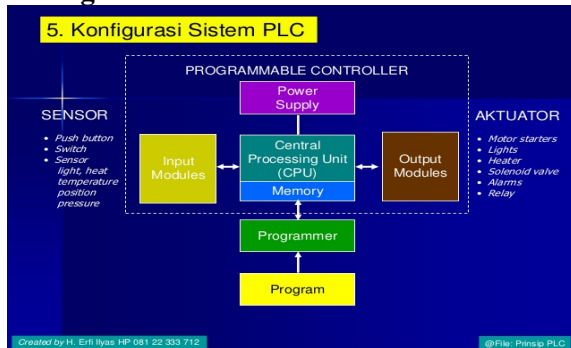 5. Konfigurasi Sistem PLC
PROGRAMMABLE CONTROLLER
Power
Supply
SENSOR
• Push button
• Switch
• Sensor
light, heat
temperature
position
pressure
Input
Modules
Central
Processing Unit
(CPU)
Memory
Output
Modules
AKTUATOR
• Motor starters
• Lights
• Heater
• Solenoid valve
• Alarms
• Relay
Programmer
Program
Created by H. Erfi Ilyas HP 081 22 333 712
@File: Prinsip PLC